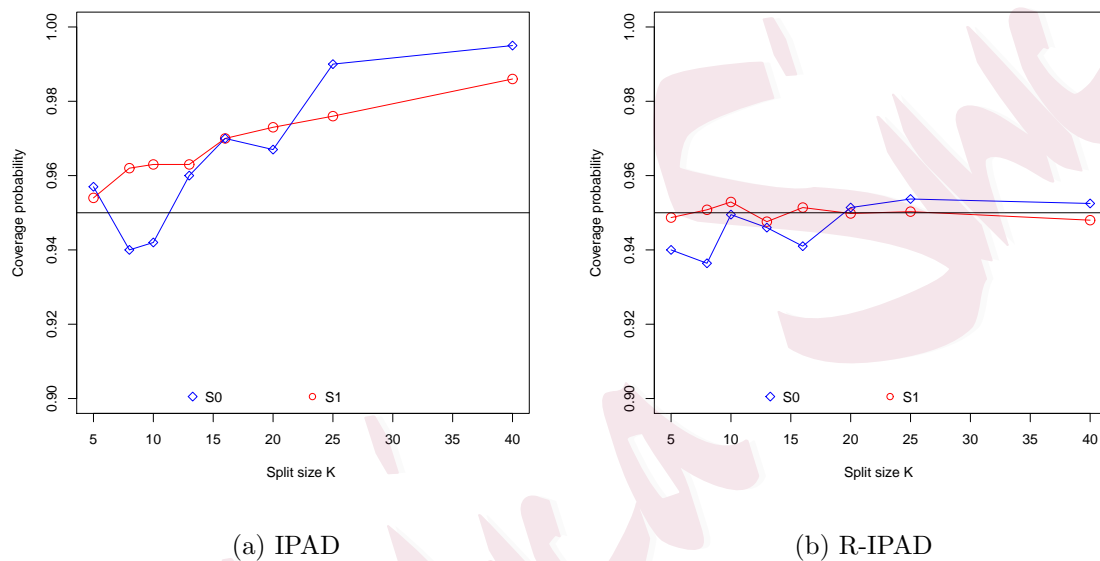 1.00
0.98
0.96
0.94
0.92
0.90
Coverage probability
S0
S1
5 10 15 20 25 30 35 40
Split size K
(a) IPAD
1.00
0.98
0.96
0.94
0.92
0.90
Coverage probability
S0
S1
5 10 15 20 25 30 35 40
Split size K
(b) R-IPAD